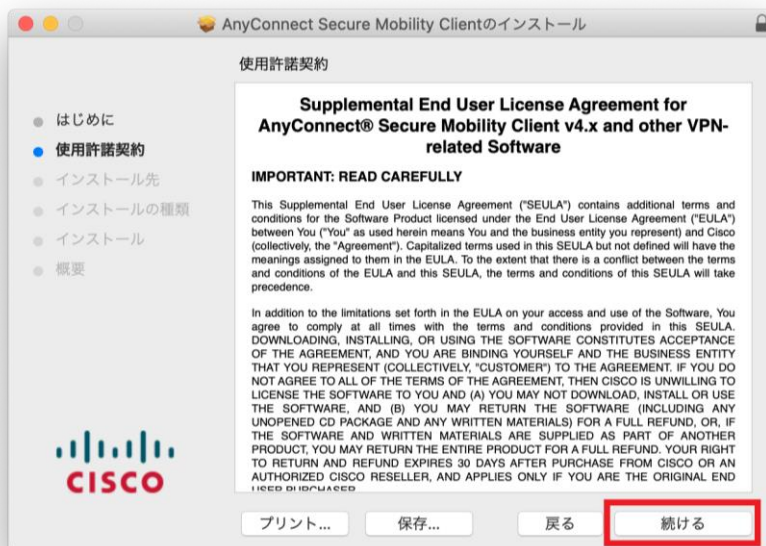 AnyConnect Secure Mobility Clientのインストール
使用許諾契約
はじめに
使用許諾契約
インストール先
インストールの種類
インストール
概要
Supplemental End User License Agreement for
AnyConnect® Secure Mobility Client v4.x and other VPN-
related Software
IMPORTANT: READ CAREFULLY
This Supplemental End User License Agreement ("SEULA") contains additional terms and
conditions for the Software Product licensed under the End User License Agreement ("EULA")
between You ("You" as used herein means You and the business entity you represent) and Cisco
(collectively, the "Agreement"). Capitalized terms used in this SEULA but not defined will have the
meanings assigned to them in the EULA. To the extent that there is a conflict between the terms
and conditions of the EULA and this SEULA, the terms and conditions of this SEULA will take
precedence.
In addition to the limitations set forth in the EULA on your access and use of the Software, You
agree to comply at all times with the terms and conditions provided in this SEULA.
DOWNLOADING, INSTALLING, OR USING THE SOFTWARE CONSTITUTES ACCEPTANCE
OF THE AGREEMENT, AND YOU ARE BINDING YOURSELF AND THE BUSINESS ENTITY
THAT YOU REPRESENT (COLLECTIVELY, "CUSTOMER") TO THE AGREEMENT. IF YOU DO
NOT AGREE TO ALL OF THE TERMS OF THE AGREEMENT, THEN CISCO IS UNWILLING TO
LICENSE THE SOFTWARE TO YOU AND (A) YOU MAY NOT DOWNLOAD, INSTALL OR USE
THE SOFTWARE, AND (B) YOU MAY RETURN THE SOFTWARE (INCLUDING ANY
UNOPENED CD PACKAGE AND ANY WRITTEN MATERIALS) FOR A FULL REFUND, OR, IF
THE SOFTWARE AND WRITTEN MATERIALS ARE SUPPLIED AS PART OF ANOTHER
PRODUCT, YOU MAY RETURN THE ENTIRE PRODUCT FOR A FULL REFUND. YOUR RIGHT
TO RETURN AND REFUND EXPIRES 30 DAYS AFTER PURCHASE FROM CISCO OR AN
AUTHORIZED CISCO RESELLER, AND APPLIES ONLY IF YOU ARE THE ORIGINAL END
USER PURCHASER
CISCO
プリント...
保存...
戻る
続ける